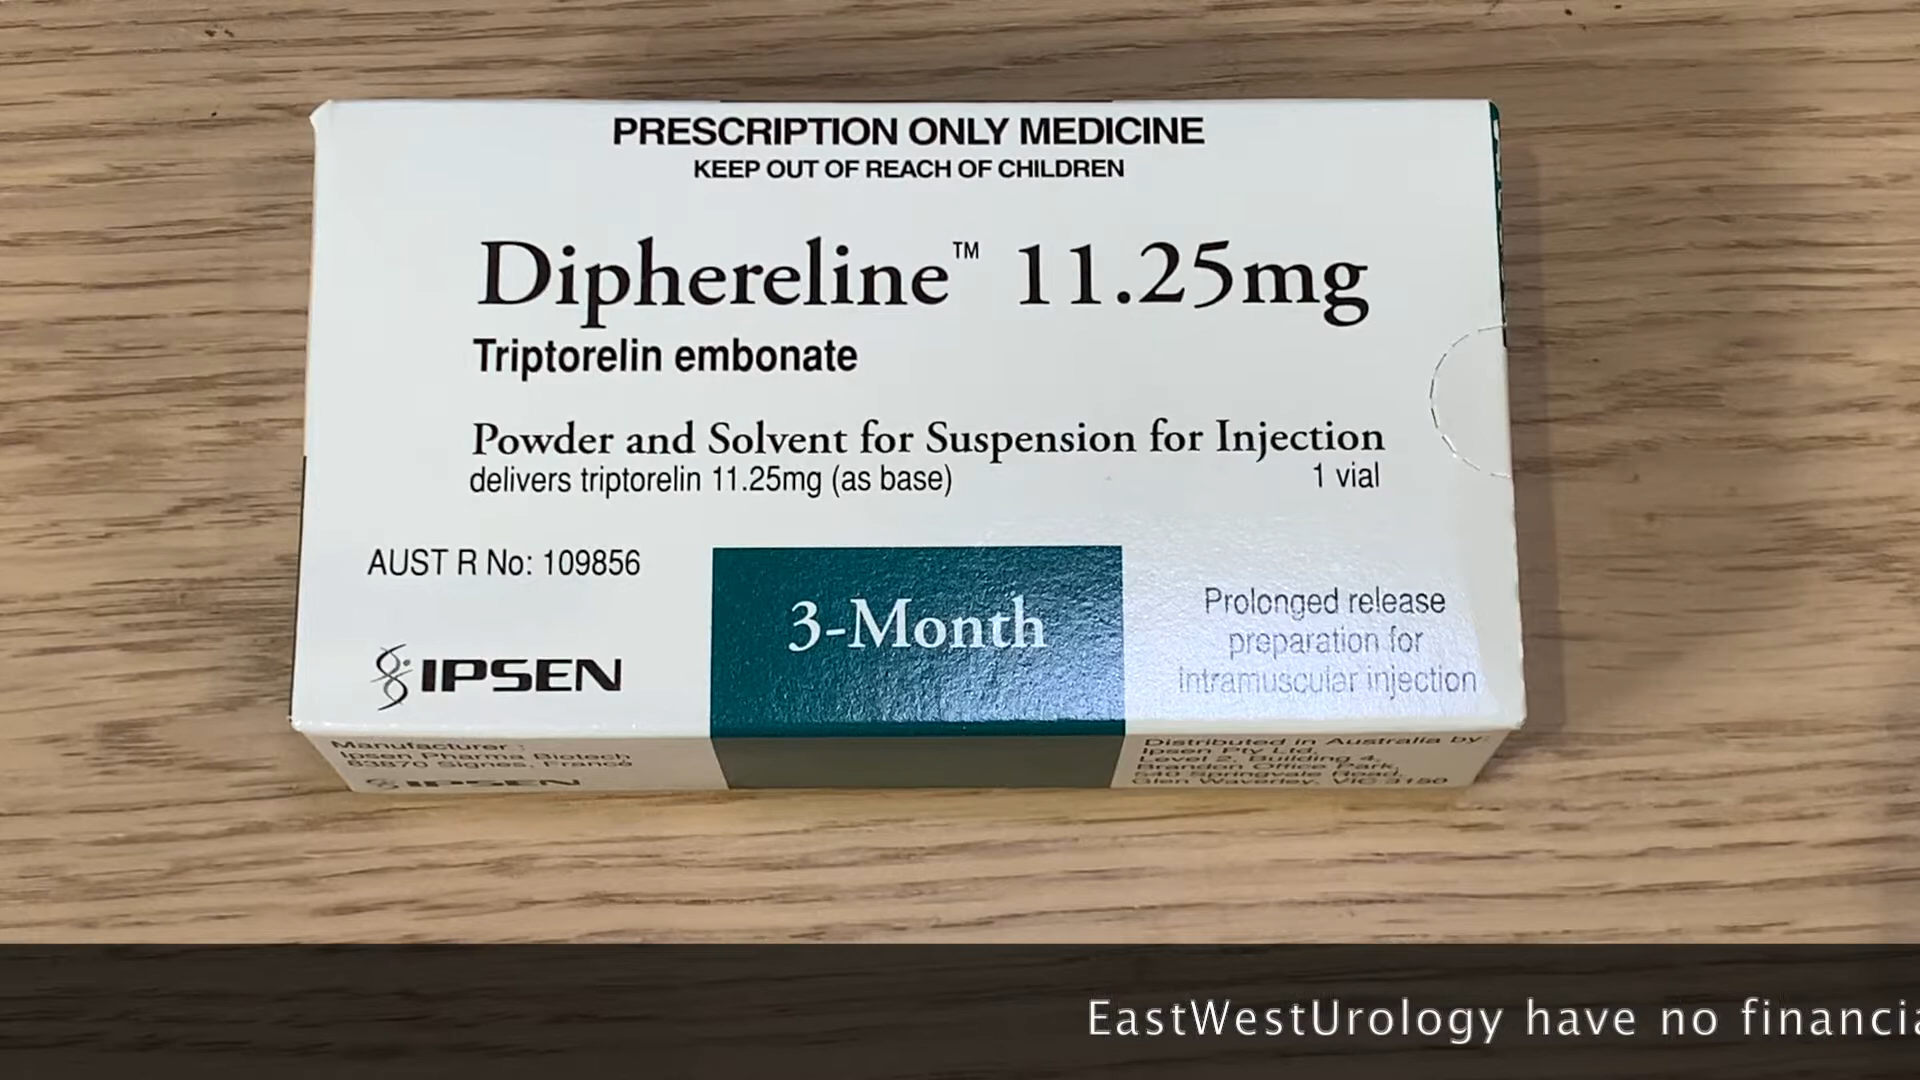 PRESCRIPTION ONLY MEDICINE
KEEP OUT OF REACH OF CHILDREN
Diphereline™ 11.25mg
Triptorelin embonate
Powder and Solvent for Suspension for Injection
delivers triptorelin 11.25mg (as base) 1 vial
AUST R No: 109856
IPSEN
3-Month
Prolonged release
preparation for
intramuscular injection
Manufacturer :
Ipsen Pharma Biotech
83870 Signes, France
IPSEN
Distributed in Australia by:
Ipsen Pty Ltd,
Level 2, Building 4,
Brandon Office Park,
540 Springvale Road,
Glen Waverley, VIC 3150
EastWestUrology have no financia